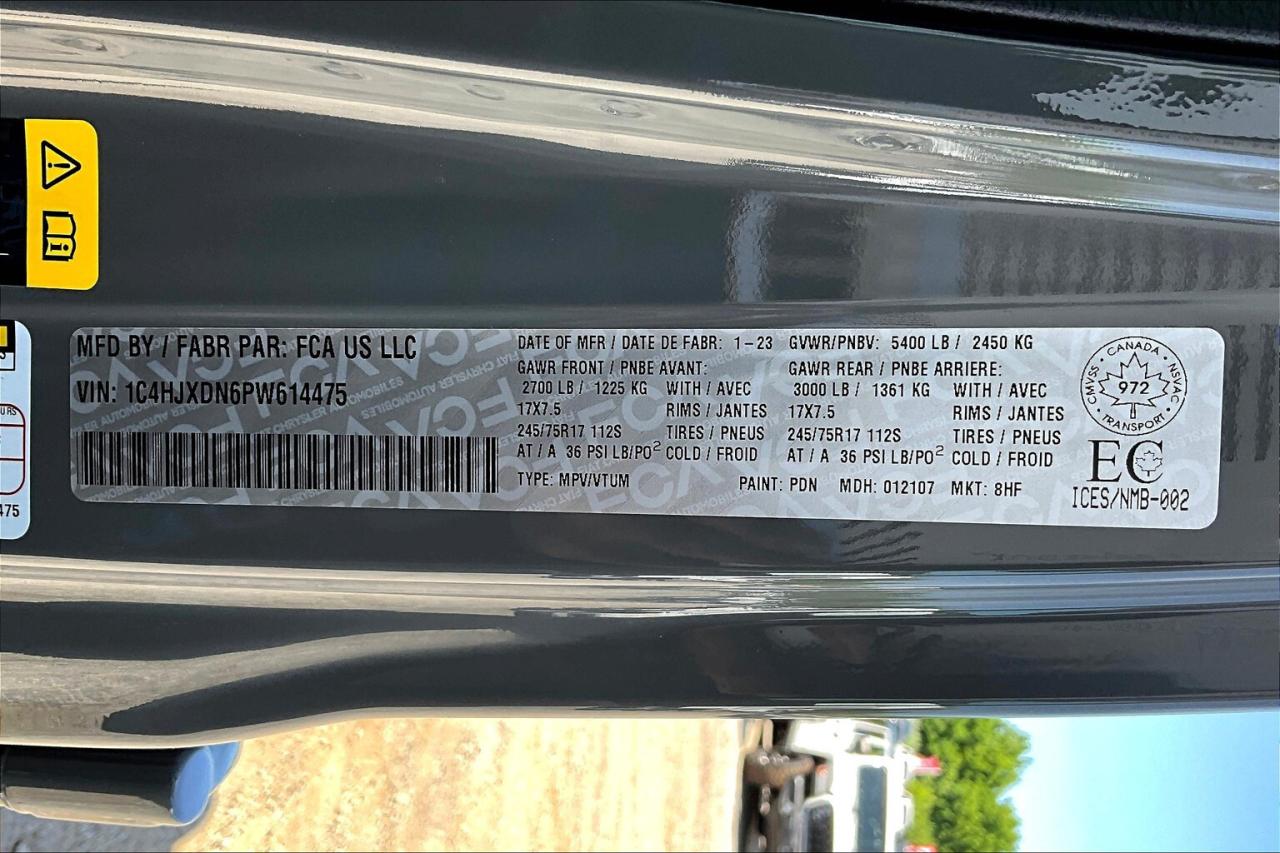 MFD BY / FABR PAR: FCA US LLC
VIN: 1C4HJXDN6PW614475
DATE OF MFR / DATE DE FABR: 1-23 GVWR/PNBV: 5400 LB / 2450 KG
GAWR FRONT / PNBE AVANT: GAWR REAR / PNBE ARRIERE:
2700 LB / 1225 KG WITH / AVEC 3000 LB / 1361 KG WITH / AVEC
17X7.5 RIMS / JANTES 17X7.5 RIMS / JANTES
245/75R17 112S TIRES / PNEUS 245/75R17 112S TIRES / PNEUS
AT / A 36 PSI LB/PO² COLD / FROID AT / A 36 PSI LB/PO² COLD / FROID
TYPE: MPV/VTUM PAINT: PDN MDH: 012107 MKT: 8HF
CANADA
CMVSS 972 NSVAC
TRANSPORT
EC
ICES/NMB-002
475